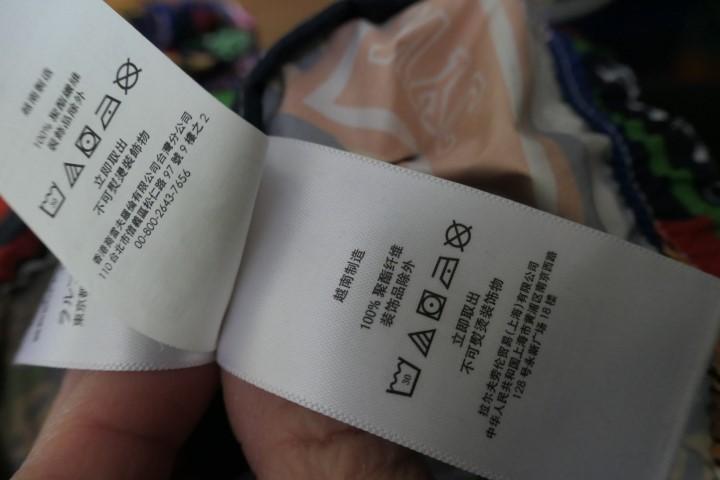 越南製造
100% 聚酯纖維
裝飾品除外
30
立即取出
不可熨燙裝飾物
香港商雷夫羅倫有限公司台灣分公司
110 台北市信義區松仁路 97 號 9 樓之 2
00-800-2643-7656
越南制造
100% 聚酯纤维
装饰品除外
30
立即取出
不可熨烫装饰物
拉尔夫劳伦贸易(上海)有限公司
中华人民共和国上海市黄浦区南京西路
128 号永新广场 18 楼
東京都